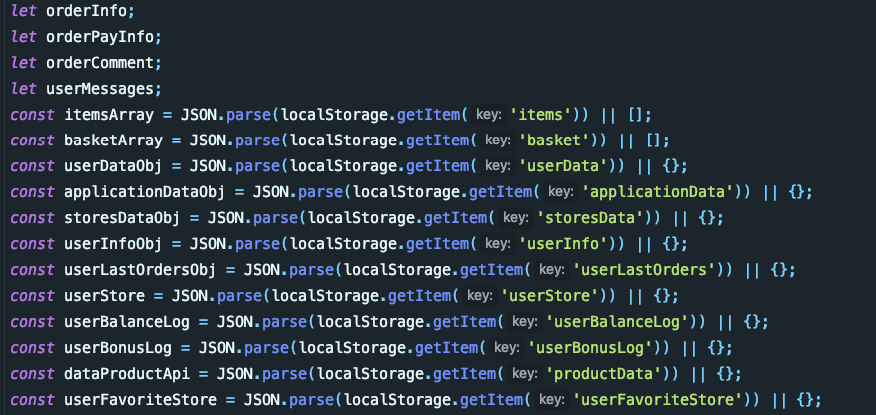 let orderInfo;
let orderPayInfo;
let orderComment;
let userMessages;
const itemsArray = JSON.parse(localStorage.getItem( key: 'items')) || [];
const basketArray = JSON.parse(localStorage.getItem( key: 'basket')) || [];
const userDataObj = JSON.parse(localStorage.getItem( key: 'userData')) || {};
const applicationDataObj = JSON.parse(localStorage.getItem( key: 'applicationData')) || {};
const storesDataObj = JSON.parse(localStorage.getItem( key: 'storesData')) || {};
const userInfoObj = JSON.parse(localStorage.getItem( key: 'userInfo')) || {};
const userLastOrdersObj = JSON.parse(localStorage.getItem( key: 'userLastOrders')) || {};
const userStore = JSON.parse(localStorage.getItem( key: 'userStore')) || {};
const userBalanceLog = JSON.parse(localStorage.getItem( key: 'userBalanceLog')) || {};
const userBonusLog = JSON.parse(localStorage.getItem( key: 'userBonusLog')) || {};
const dataProductApi = JSON.parse(localStorage.getItem( key: 'productData')) || {};
const userFavoriteStore = JSON.parse(localStorage.getItem( key: 'userFavoriteStore')) || {};